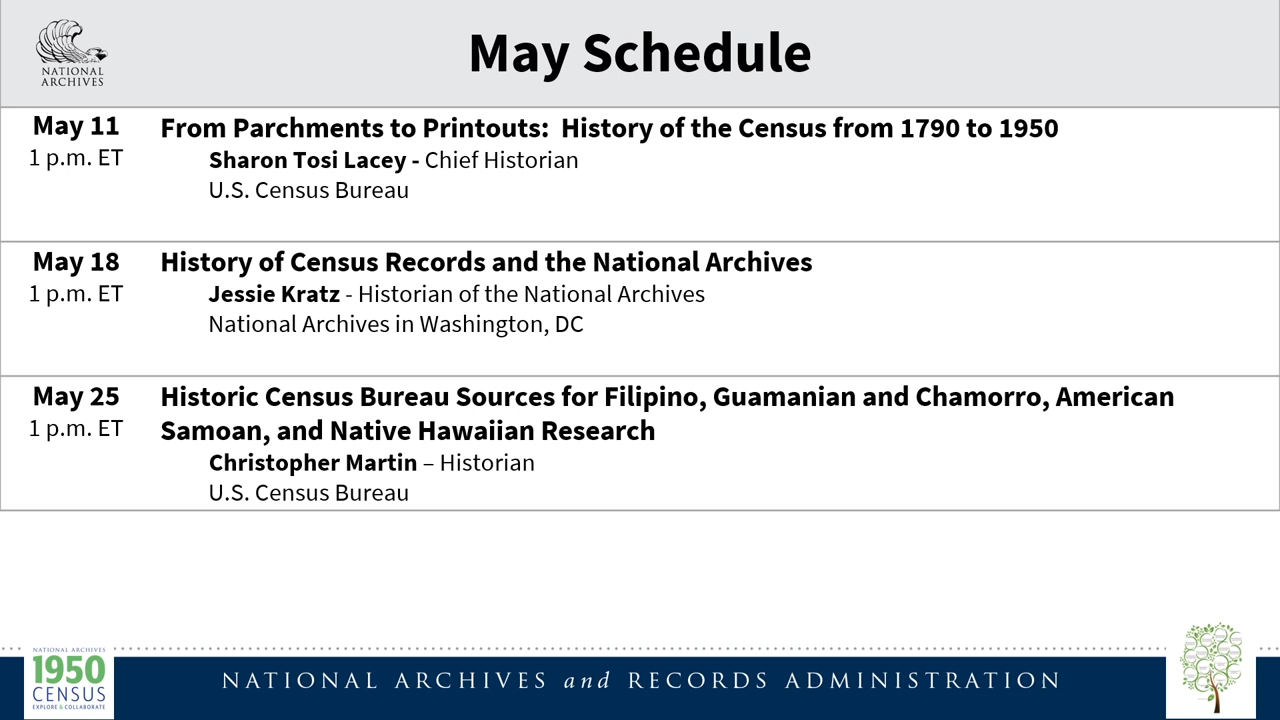 NATIONAL
ARCHIVES
May Schedule
May 11
1 p.m. ET
From Parchments to Printouts:  History of the Census from 1790 to 1950
Sharon Tosi Lacey - Chief Historian
U.S. Census Bureau
May 18
1 p.m. ET
History of Census Records and the National Archives
Jessie Kratz - Historian of the National Archives
National Archives in Washington, DC
May 25
1 p.m. ET
Historic Census Bureau Sources for Filipino, Guamanian and Chamorro, American
Samoan, and Native Hawaiian Research
Christopher Martin – Historian
U.S. Census Bureau
NATIONAL ARCHIVES
1950
CENSUS
EXPLORE & COLLABORATE
NATIONAL ARCHIVES and RECORDS ADMINISTRATION